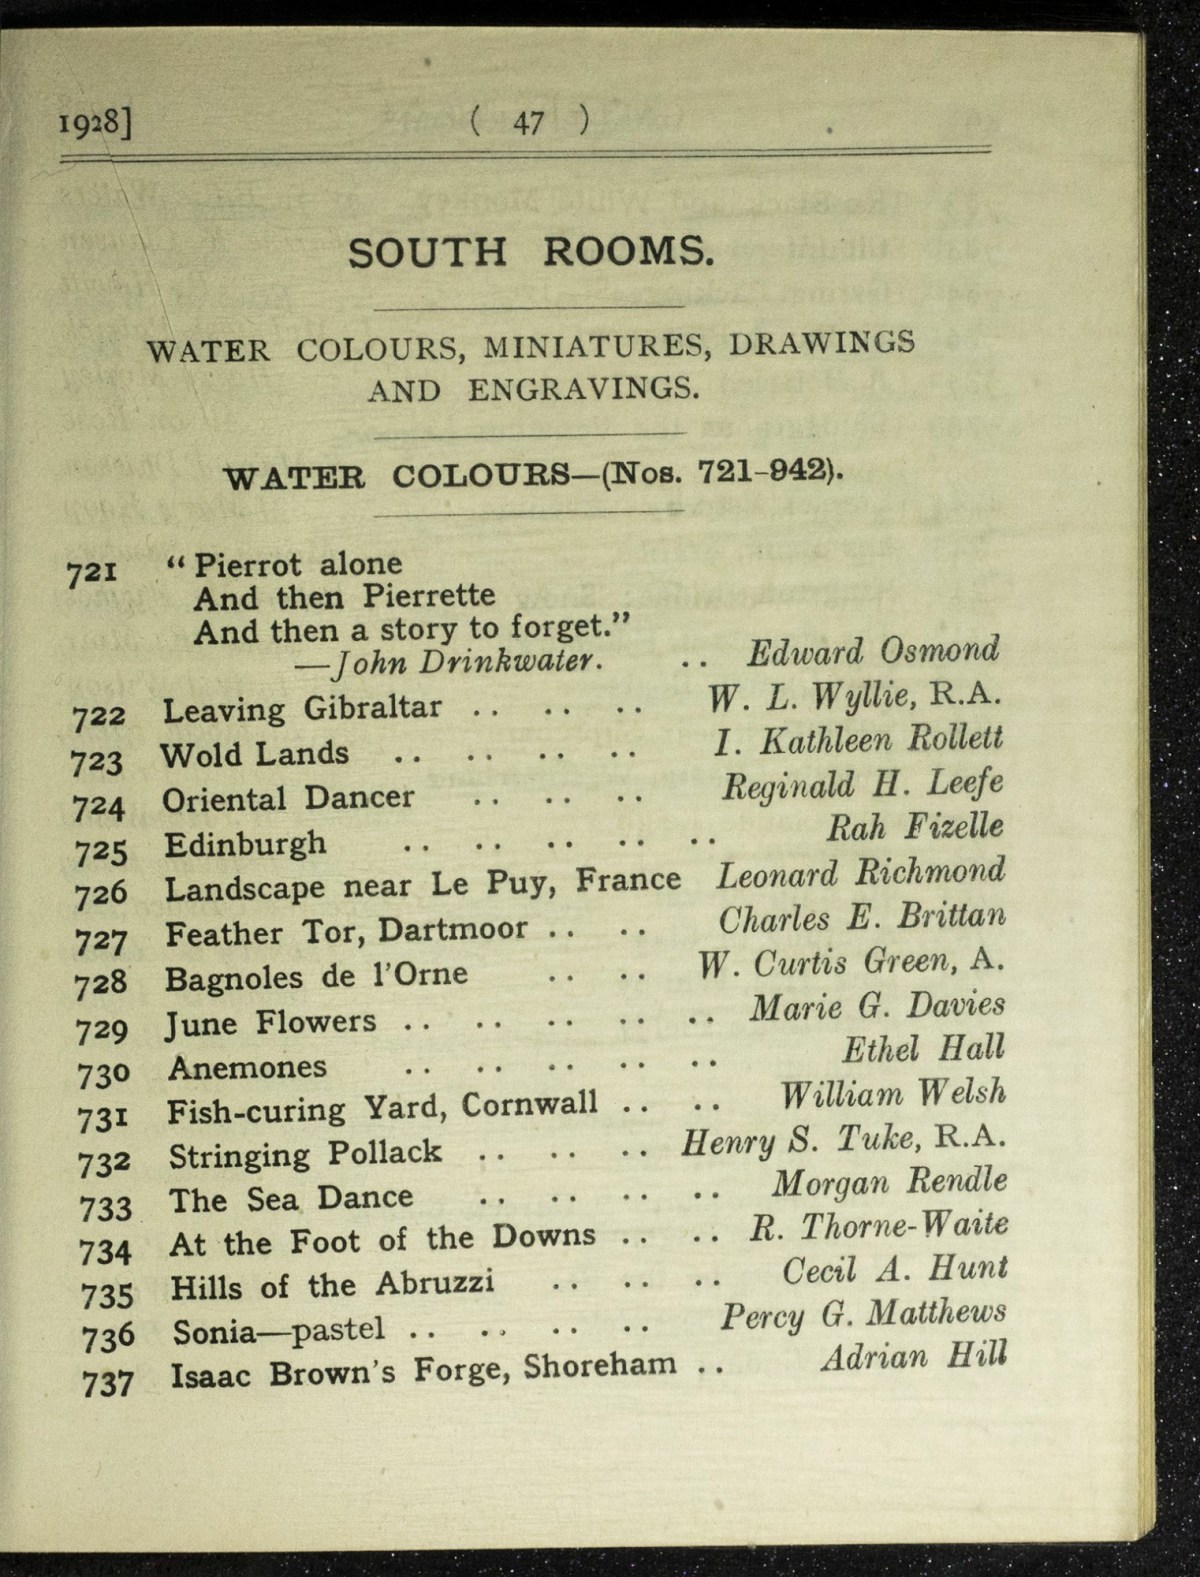 1928] ( 47 )
SOUTH ROOMS.
WATER COLOURS, MINIATURES, DRAWINGS
AND ENGRAVINGS.
WATER COLOURS—(Nos. 721-942).
721 “ Pierrot alone
And then Pierrette
And then a story to forget.”
—John Drinkwater. .. Edward Osmond
722 Leaving Gibraltar .. .. .. W. L. Wyllie, R.A.
723 Wold Lands .. .. .. .. I. Kathleen Rollett
724 Oriental Dancer .. .. .. Reginald H. Leefe
725 Edinburgh .. .. .. .. .. Rah Fizelle
726 Landscape near Le Puy, France Leonard Richmond
727 Feather Tor, Dartmoor .. .. Charles E. Brittan
728 Bagnoles de l’Orne .. .. W. Curtis Green, A.
729 June Flowers .. .. .. .. .. Marie G. Davies
730 Anemones .. .. .. .. .. Ethel Hall
731 Fish-curing Yard, Cornwall .. .. William Welsh
732 Stringing Pollack .. .. .. Henry S. Tuke, R.A.
733 The Sea Dance .. .. .. .. Morgan Rendle
734 At the Foot of the Downs .. .. R. Thorne-Waite
735 Hills of the Abruzzi .. .. .. Cecil A. Hunt
736 Sonia—pastel .. .. .. .. Percy G. Matthews
737 Isaac Brown’s Forge, Shoreham .. Adrian Hill